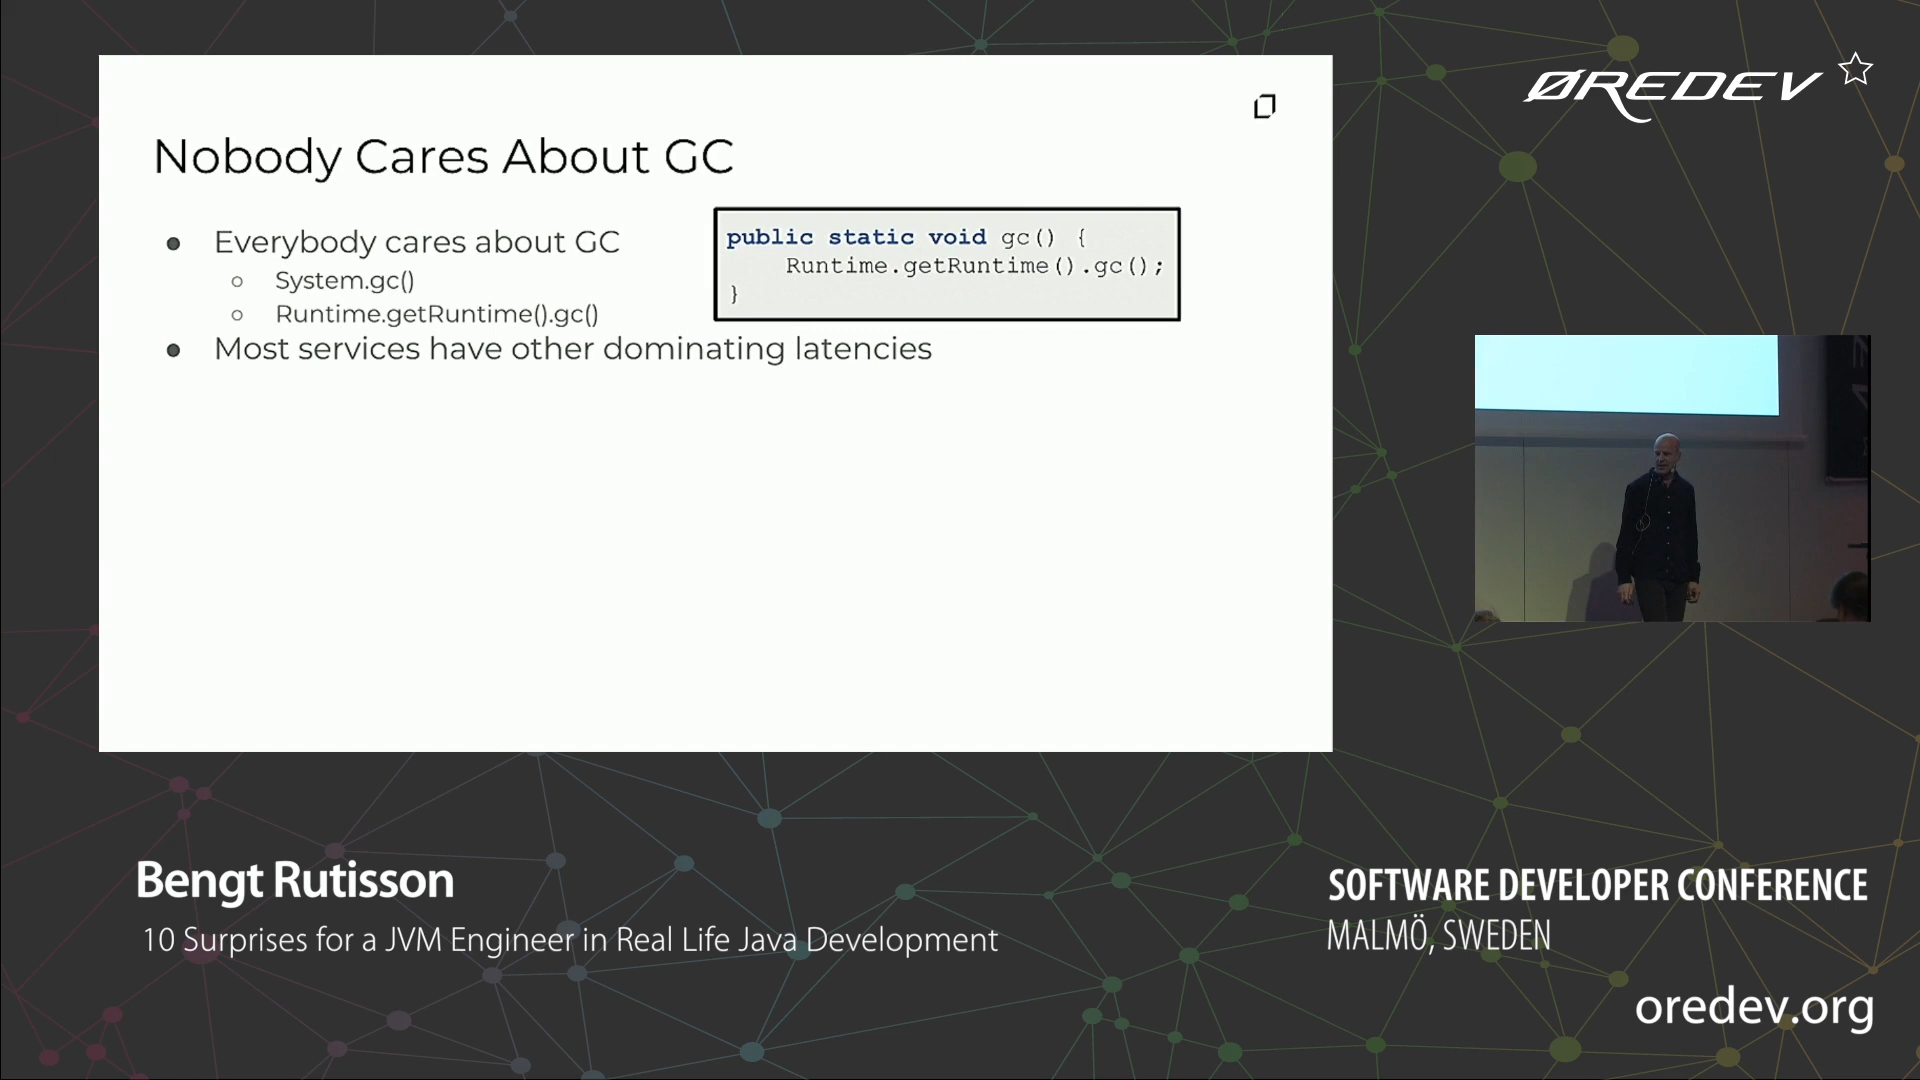 ØREDEV
Nobody Cares About GC
● Everybody cares about GC
○ System.gc()
○ Runtime.getRuntime().gc()
● Most services have other dominating latencies
public static void gc() {
    Runtime.getRuntime().gc();
}
Bengt Rutisson
10 Surprises for a JVM Engineer in Real Life Java Development
SOFTWARE DEVELOPER CONFERENCE
MALMÖ, SWEDEN
oredev.org